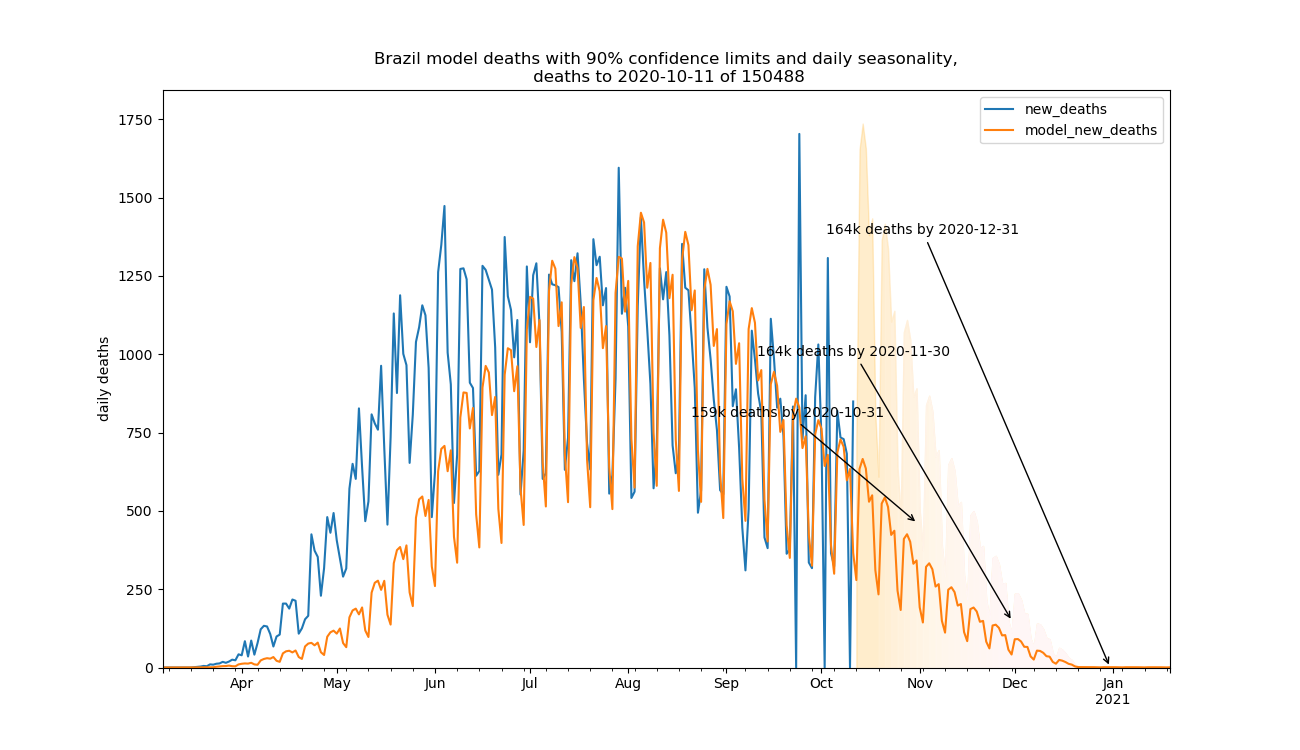 Brazil model deaths with 90% confidence limits and daily seasonality,
deaths to 2020-10-11 of 150488
new_deaths
model_new_deaths
daily deaths
1750
1500
1250
1000
750
500
250
0
164k deaths by 2020-12-31
164k deaths by 2020-11-30
159k deaths by 2020-10-31
Apr May Jun Jul Aug Sep Oct Nov Dec Jan
2021